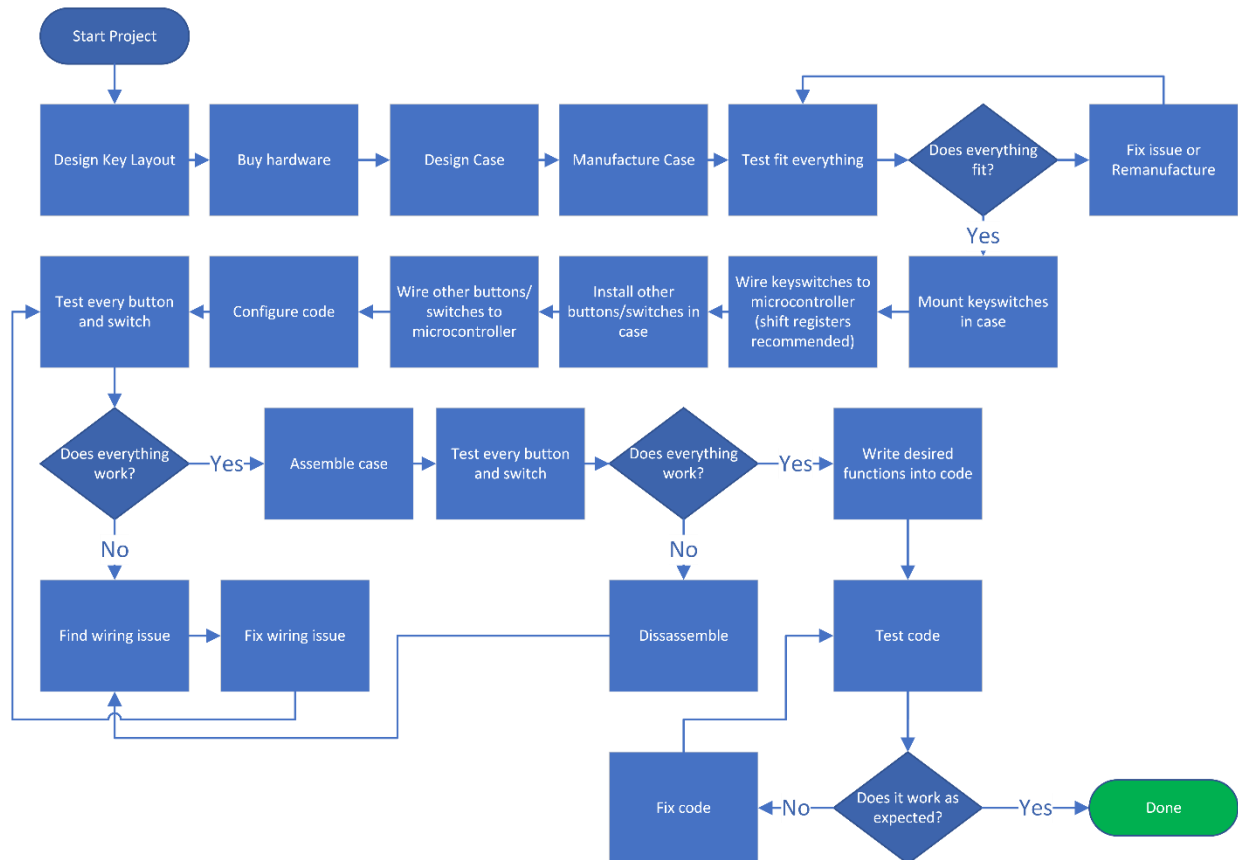 Start Project
Design Key Layout
Buy hardware
Design Case
Manufacture Case
Test fit everything
Does everything
fit?
Fix issue or
Remanufacture
Yes
Test every button
and switch
Configure code
Wire other buttons/
switches to
microcontroller
Install other
buttons/switches in
case
Wire keyswitches to
microcontroller
(shift registers
recommended)
Mount keyswitches
in case
Does everything
work?
Yes
Assemble case
Test every button
and switch
Does everything
work?
Yes
Write desired
functions into code
No
No
Find wiring issue
Fix wiring issue
Dissassemble
Test code
Fix code
No
Does it work as
expected?
Yes
Done